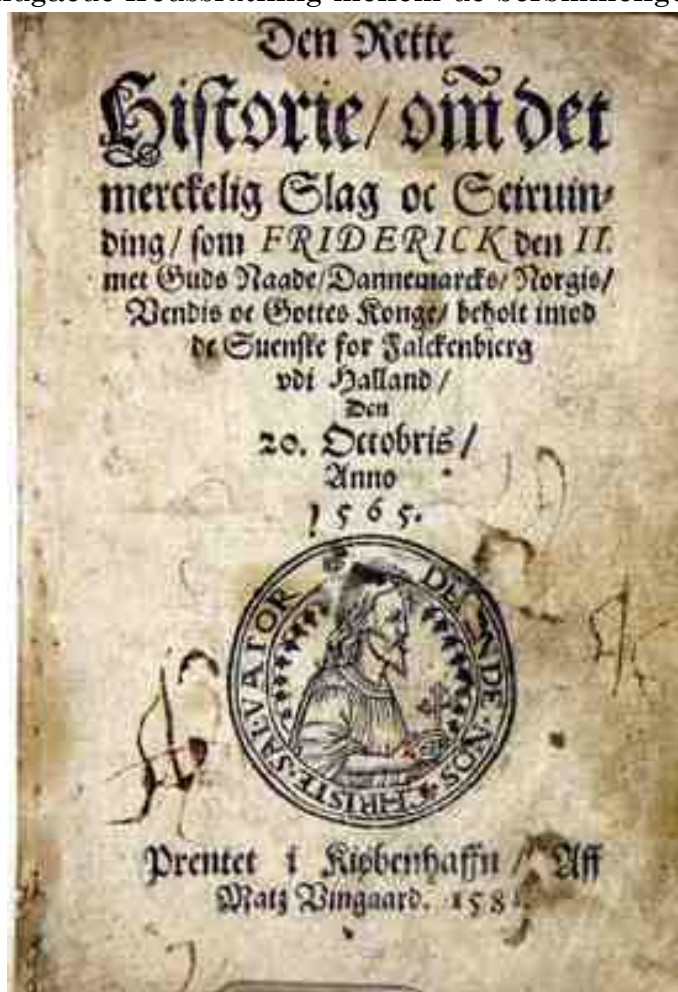 Den Rette
Historie / om̃ det
merckelig Slag oc Seiruin⸗
ding / som FRIDERICK den II.
met Guds Naade / Dannemarcks / Norgis /
Vendis oc Gottes Konge / beholt imod
de Suenske for Falckenbierg
vdi Halland /
Den
20. Octobris /
Anno
1565.
DEFENDE · NOS · CHRISTE · SALVATOR
Prentet i Kiøbenhaffn / Aff
Matz Vingaard. 158